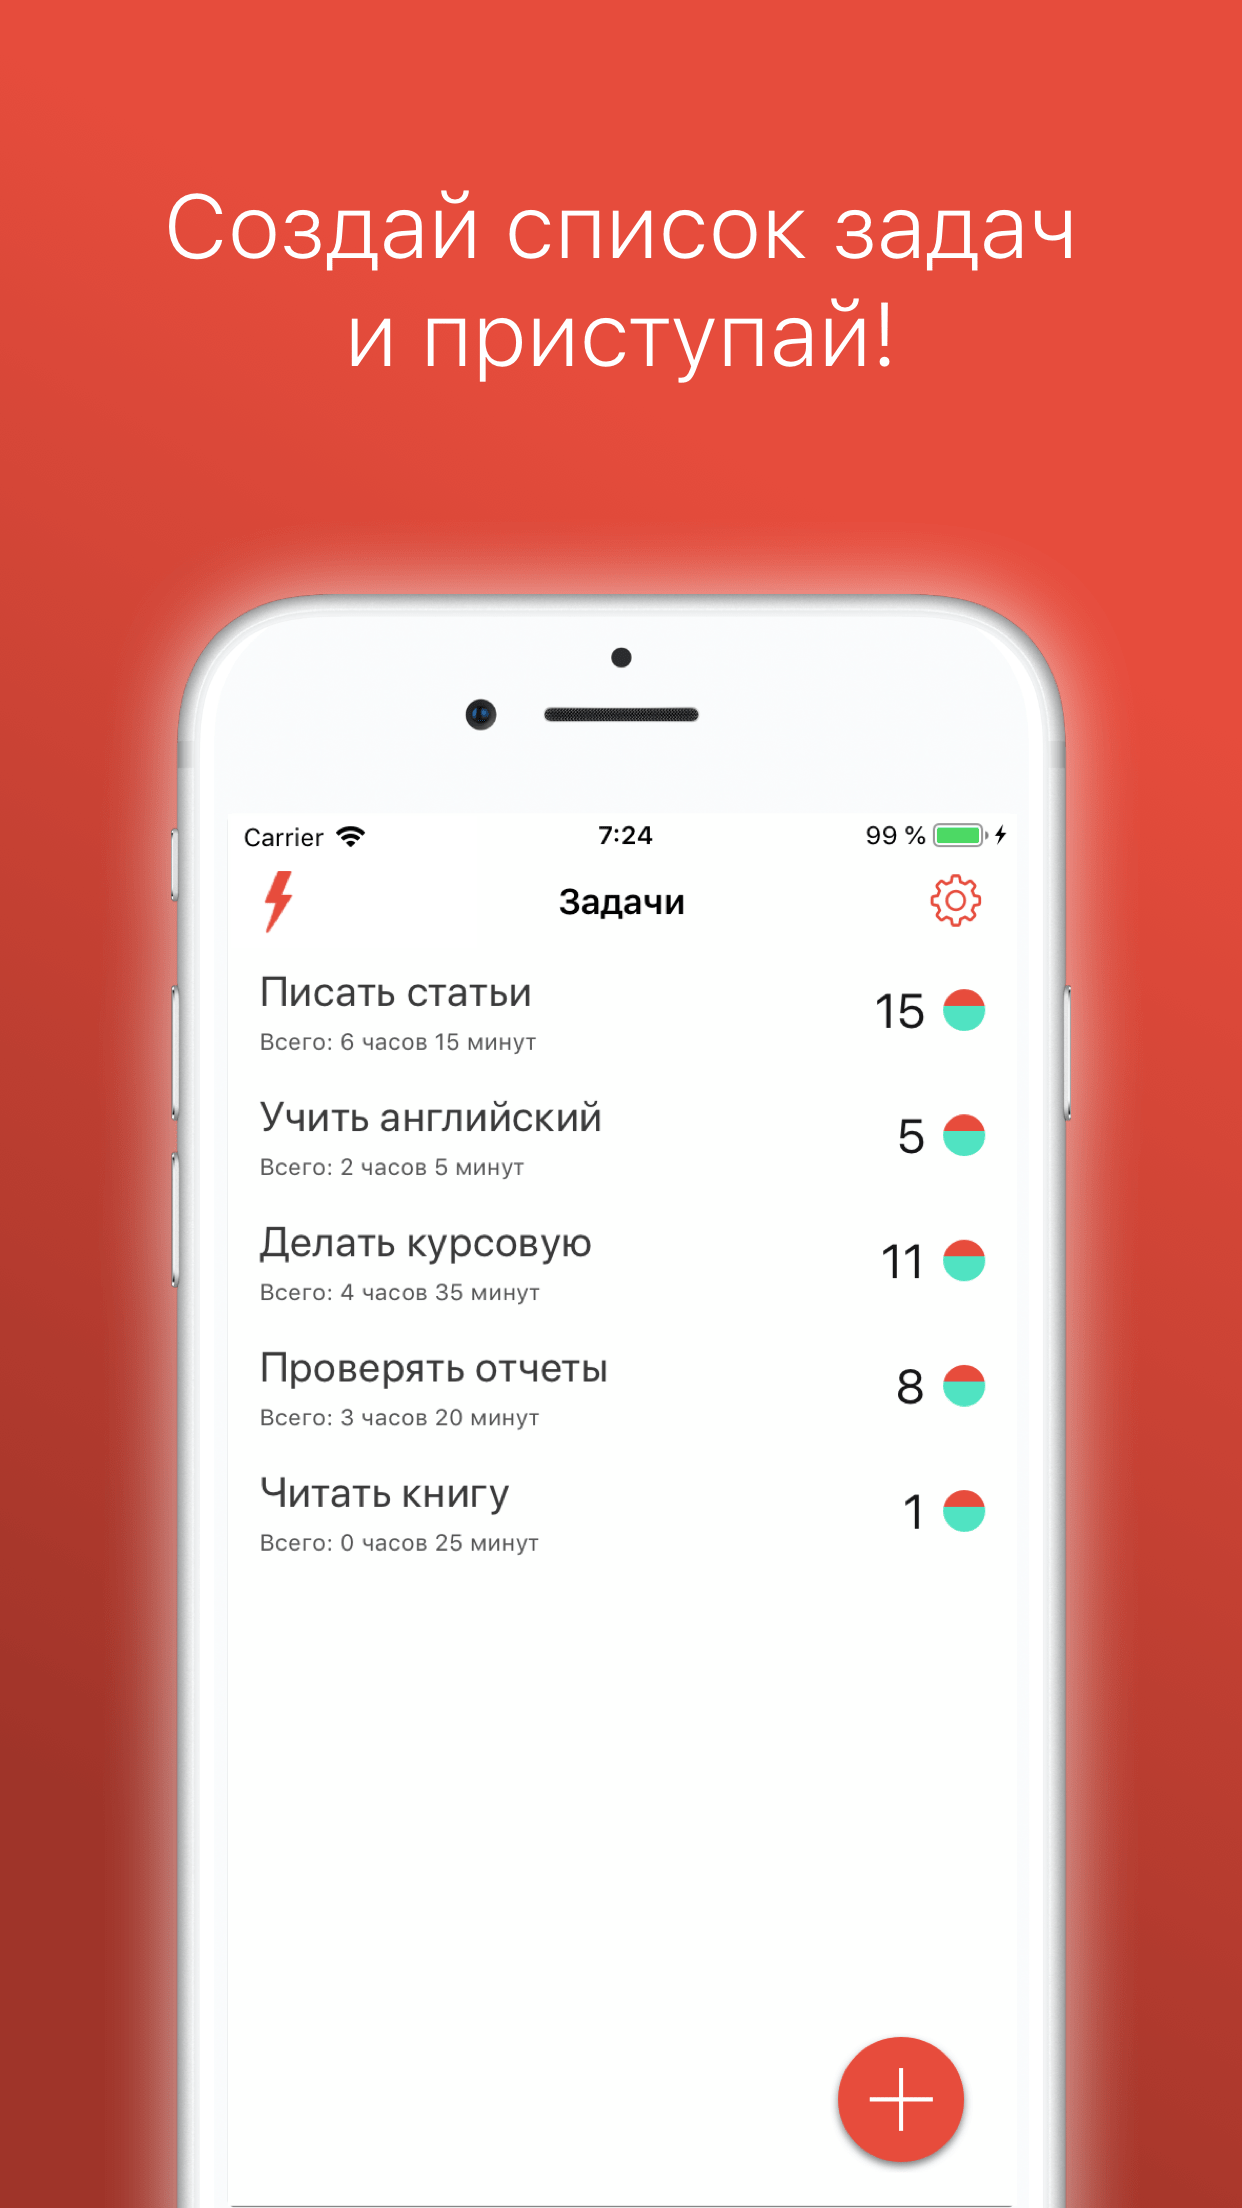 Создай список задач
и приступай!
Carrier 7:24 99 %
Задачи
Писать статьи
15
Всего: 6 часов 15 минут
Учить английский
5
Всего: 2 часов 5 минут
Делать курсовую
11
Всего: 4 часов 35 минут
Проверять отчеты
8
Всего: 3 часов 20 минут
Читать книгу
1
Всего: 0 часов 25 минут